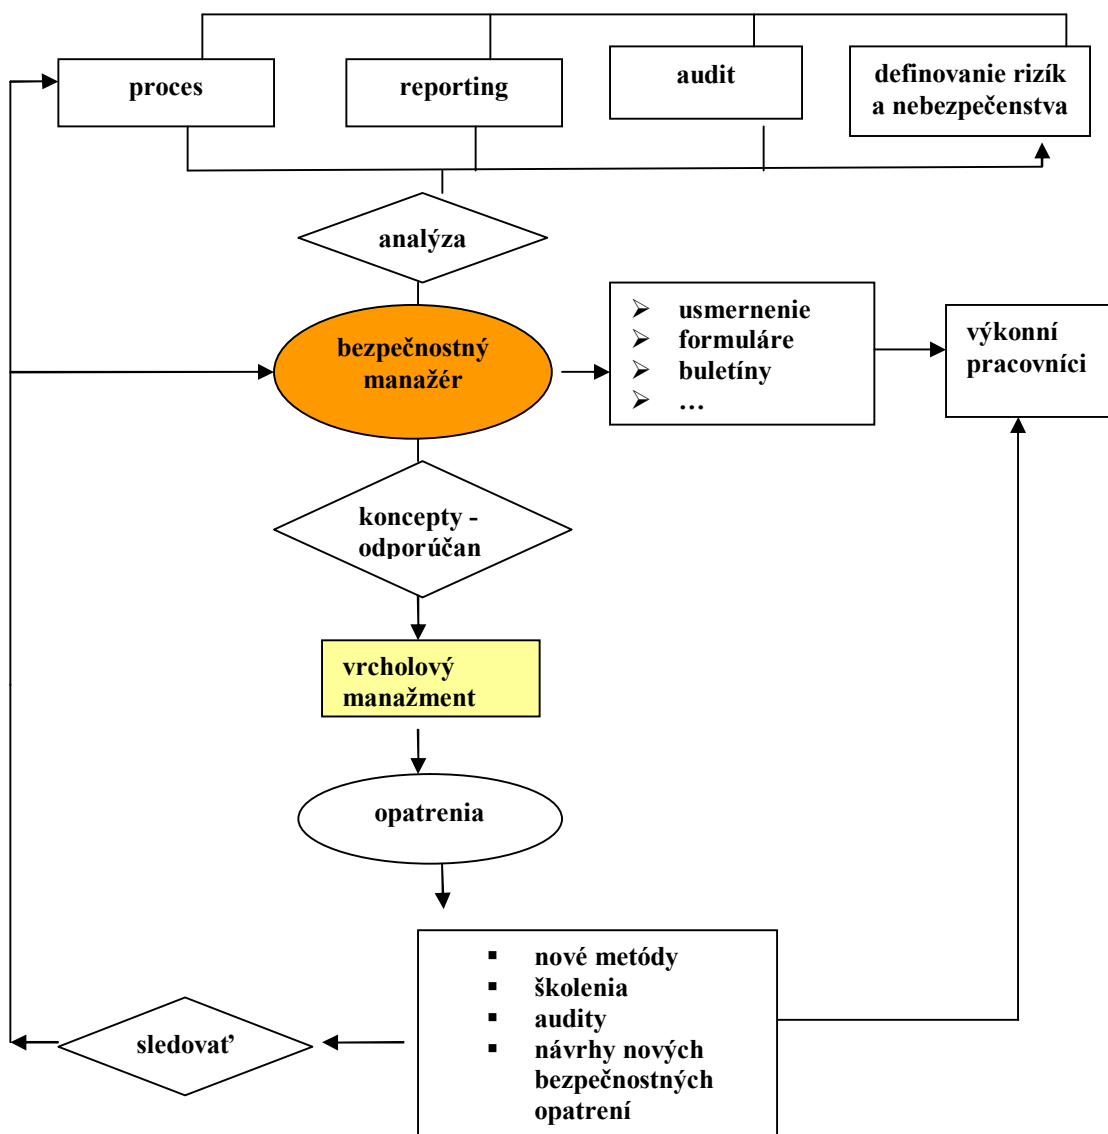 proces
reporting
audit
definovanie rizík
a nebezpečenstva
analýza
bezpečnostný
manažér
usmernenie
formuláre
buletíny
…
výkonní
pracovníci
koncepty -
odporúčan
vrcholový
manažment
opatrenia
nové metódy
školenia
audity
návrhy nových
bezpečnostných
opatrení
sledovať